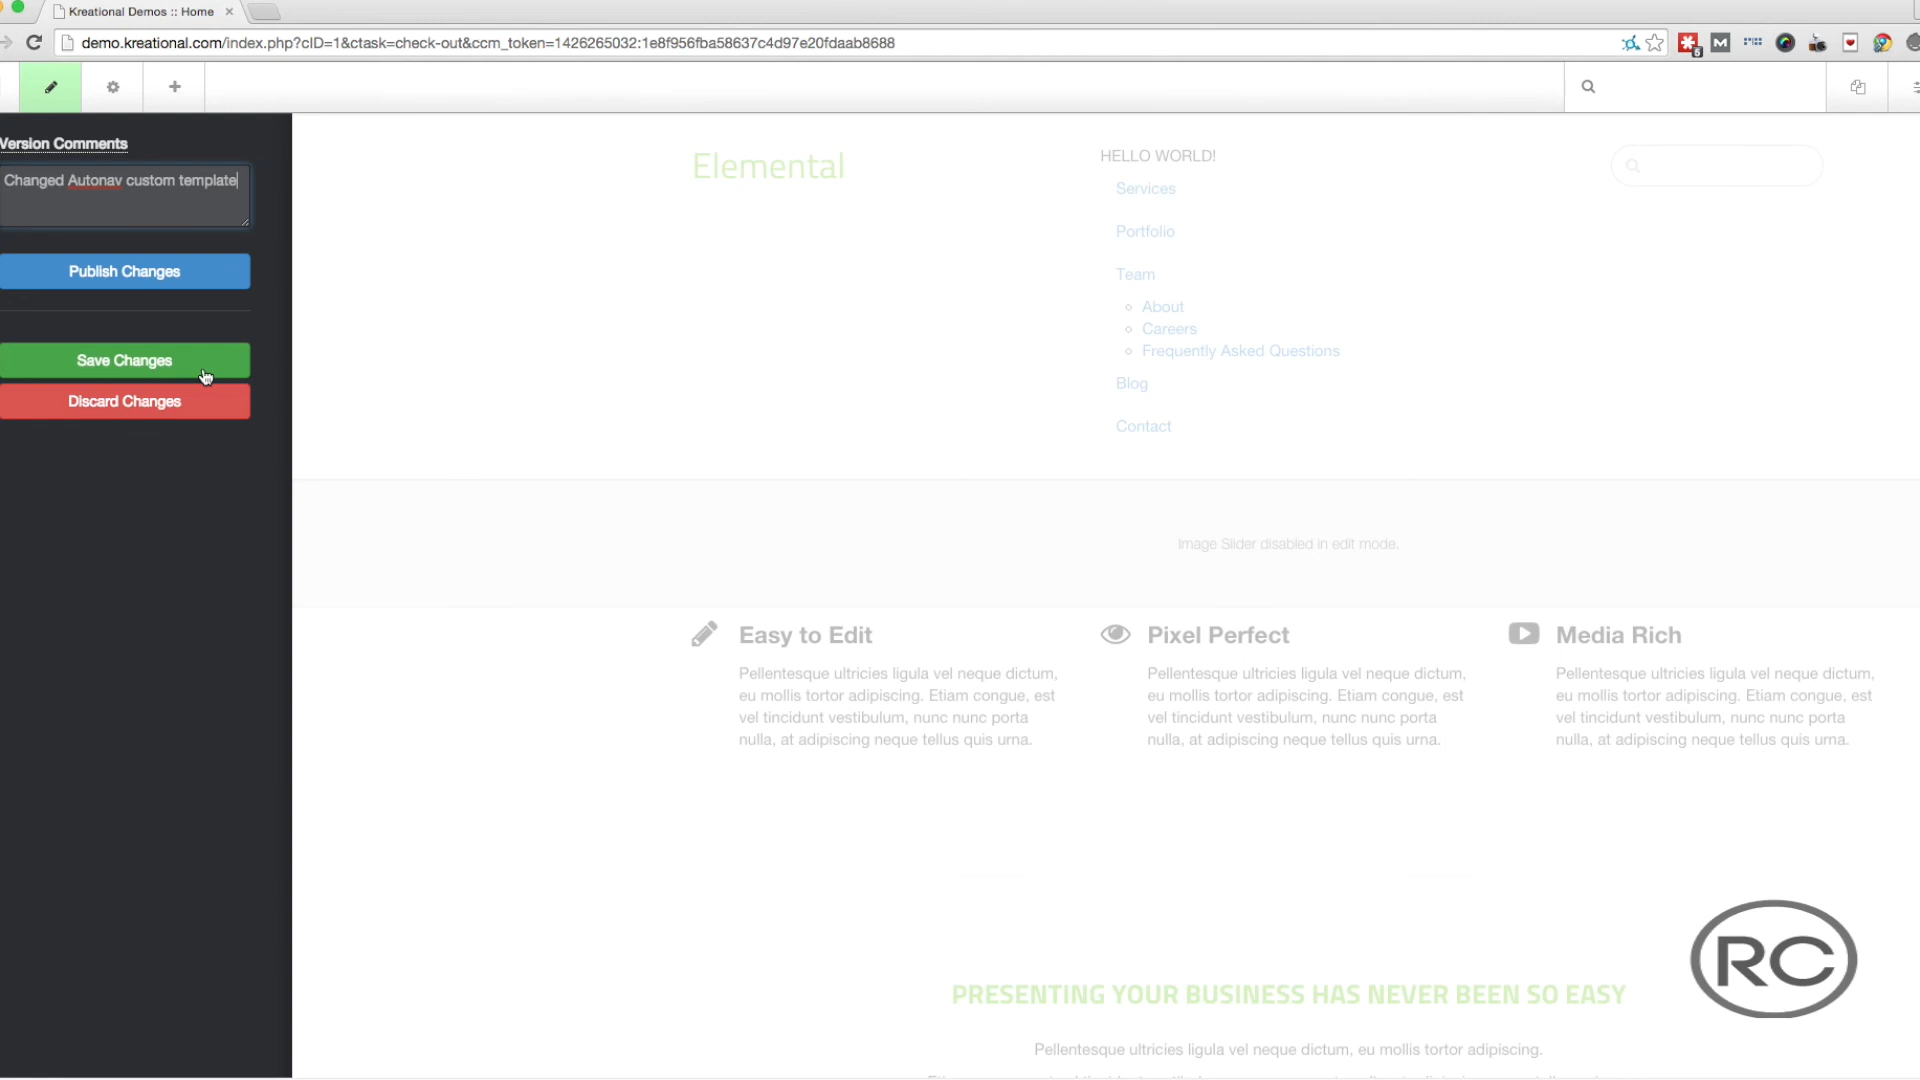 Kreational Demos :: Home
demo.kreational.com/index.php?cID=1&ctask=check-out&ccm_token=1426265032:1e8f956fba58637c4d97e20fdaab8688
5
M
Version Comments
Changed Autonav custom template
Publish Changes
Save Changes
Discard Changes
Elemental
HELLO WORLD!
Services
Portfolio
Team
About
Careers
Frequently Asked Questions
Blog
Contact
Image Slider disabled in edit mode.
Easy to Edit
Pellentesque ultricies ligula vel neque dictum,
eu mollis tortor adipiscing. Etiam congue, est
vel tincidunt vestibulum, nunc nunc porta
nulla, at adipiscing neque tellus quis urna.
Pixel Perfect
Pellentesque ultricies ligula vel neque dictum,
eu mollis tortor adipiscing. Etiam congue, est
vel tincidunt vestibulum, nunc nunc porta
nulla, at adipiscing neque tellus quis urna.
Media Rich
Pellentesque ultricies ligula vel neque dictum,
eu mollis tortor adipiscing. Etiam congue, est
vel tincidunt vestibulum, nunc nunc porta
nulla, at adipiscing neque tellus quis urna.
RC
PRESENTING YOUR BUSINESS HAS NEVER BEEN SO EASY
Pellentesque ultricies ligula vel neque dictum, eu mollis tortor adipiscing.